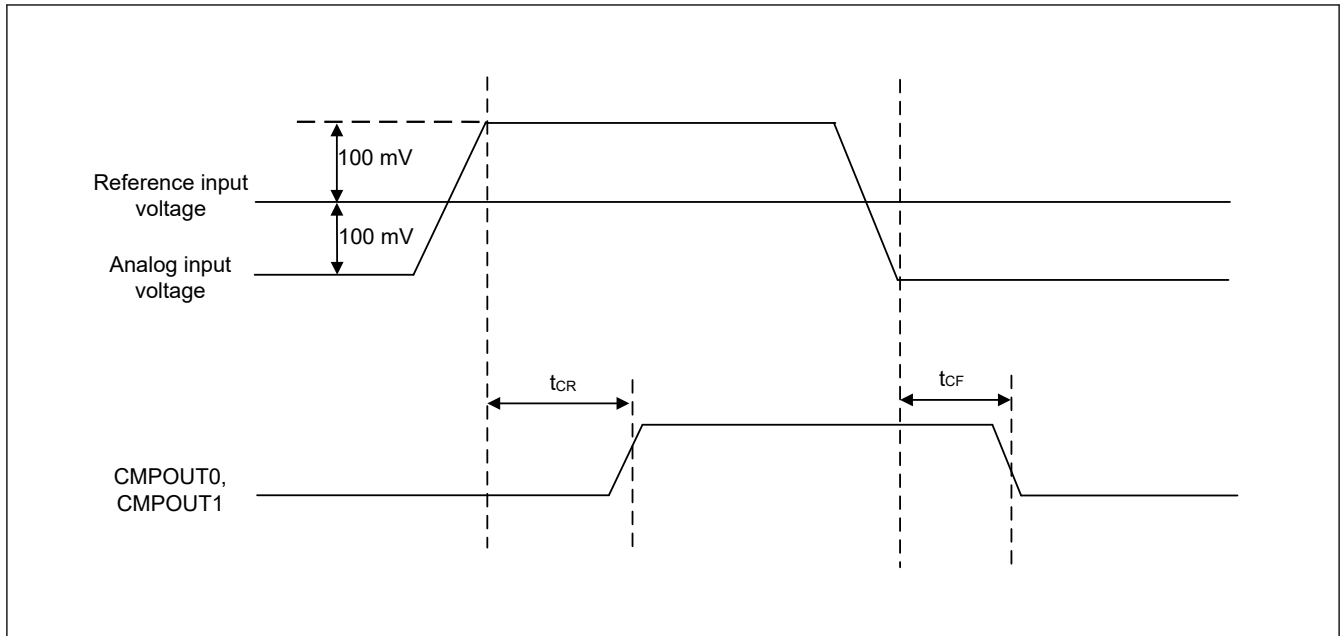 100 mV
Reference input
voltage
100 mV
Analog input
voltage
tCR
tCF
CMPOUT0,
CMPOUT1